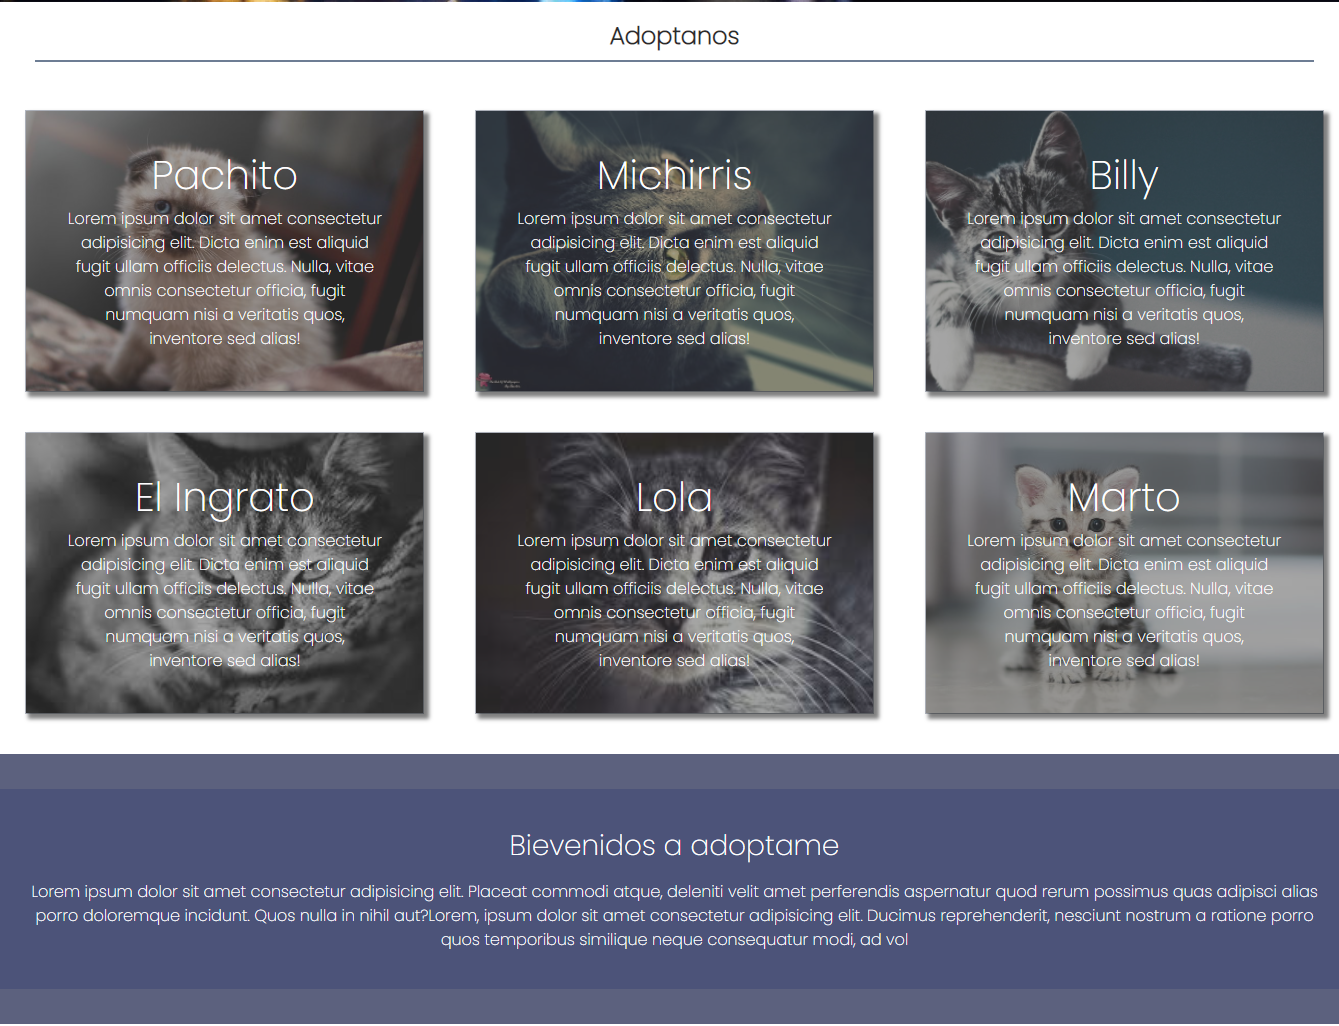 Adoptanos
Pachito
Lorem ipsum dolor sit amet consectetur
adipisicing elit. Dicta enim est aliquid
fugit ullam officiis delectus. Nulla, vitae
omnis consectetur officia, fugit
numquam nisi a veritatis quos,
inventore sed alias!
Michirris
Lorem ipsum dolor sit amet consectetur
adipisicing elit. Dicta enim est aliquid
fugit ullam officiis delectus. Nulla, vitae
omnis consectetur officia, fugit
numquam nisi a veritatis quos,
inventore sed alias!
Billy
Lorem ipsum dolor sit amet consectetur
adipisicing elit. Dicta enim est aliquid
fugit ullam officiis delectus. Nulla, vitae
omnis consectetur officia, fugit
numquam nisi a veritatis quos,
inventore sed alias!
El Ingrato
Lorem ipsum dolor sit amet consectetur
adipisicing elit. Dicta enim est aliquid
fugit ullam officiis delectus. Nulla, vitae
omnis consectetur officia, fugit
numquam nisi a veritatis quos,
inventore sed alias!
Lola
Lorem ipsum dolor sit amet consectetur
adipisicing elit. Dicta enim est aliquid
fugit ullam officiis delectus. Nulla, vitae
omnis consectetur officia, fugit
numquam nisi a veritatis quos,
inventore sed alias!
Marto
Lorem ipsum dolor sit amet consectetur
adipisicing elit. Dicta enim est aliquid
fugit ullam officiis delectus. Nulla, vitae
omnis consectetur officia, fugit
numquam nisi a veritatis quos,
inventore sed alias!
Bievenidos a adoptame
Lorem ipsum dolor sit amet consectetur adipisicing elit. Placeat commodi atque, deleniti velit amet perferendis aspernatur quod rerum possimus quas adipisci alias
porro doloremque incidunt. Quos nulla in nihil aut?Lorem, ipsum dolor sit amet consectetur adipisicing elit. Ducimus reprehenderit, nesciunt nostrum a ratione porro
quos temporibus similique neque consequatur modi, ad vol